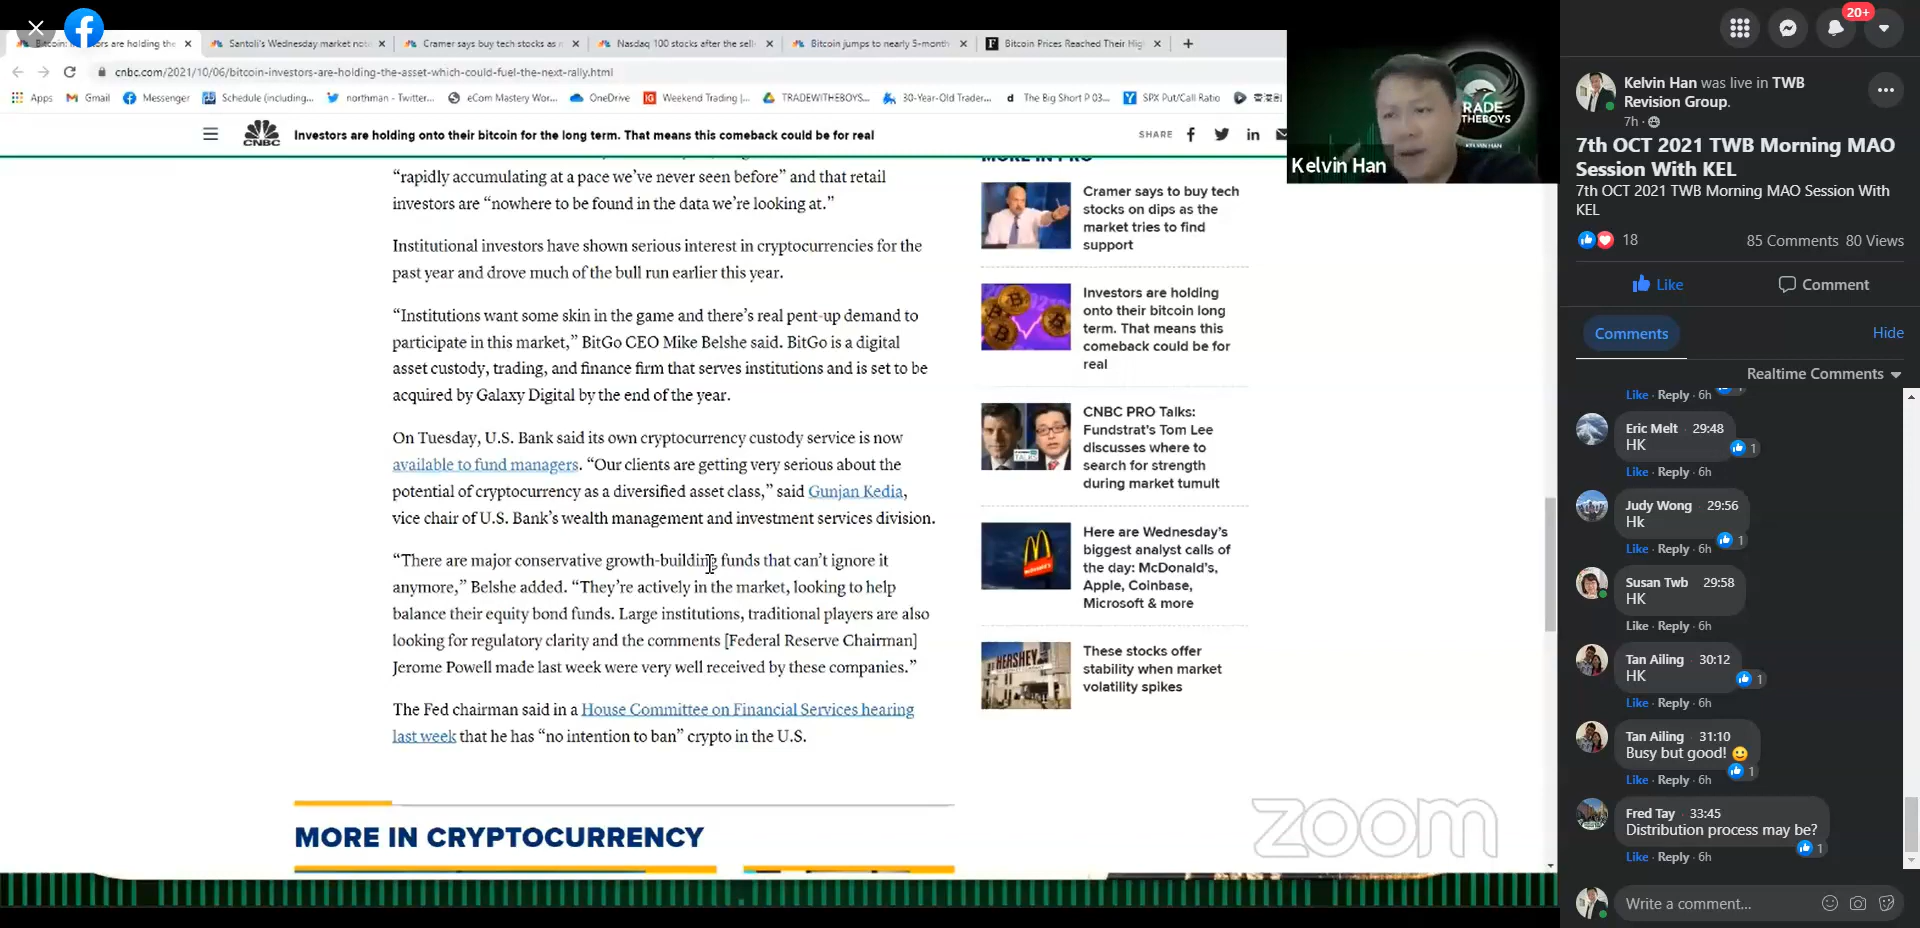 Bitcoin: Investors are holding the
Santoli's Wednesday market not
Cramer says buy tech stocks as
Nasdaq 100 stocks after the sell-
Bitcoin jumps to nearly 5-month
Bitcoin Prices Reached Their Hig
cnbc.com/2021/10/06/bitcoin-investors-are-holding-the-asset-which-could-fuel-the-next-rally.html
Apps
Gmail
Messenger
Schedule (including...
northman - Twitter...
eCom Mastery Wor...
OneDrive
Weekend Trading |...
TRADEWITHEBOYS...
30-Year-Old Trader...
The Big Short P 03...
SPX Put/Call Ratio
CNBC
Investors are holding onto their bitcoin for the long term. That means this comeback could be for real
SHARE
“rapidly accumulating at a pace we’ve never seen before” and that retail
investors are “nowhere to be found in the data we’re looking at.”
Institutional investors have shown serious interest in cryptocurrencies for the
past year and drove much of the bull run earlier this year.
“Institutions want some skin in the game and there’s real pent-up demand to
participate in this market,” BitGo CEO Mike Belshe said. BitGo is a digital
asset custody, trading, and finance firm that serves institutions and is set to be
acquired by Galaxy Digital by the end of the year.
On Tuesday, U.S. Bank said its own cryptocurrency custody service is now
available to fund managers. “Our clients are getting very serious about the
potential of cryptocurrency as a diversified asset class,” said Gunjan Kedia,
vice chair of U.S. Bank’s wealth management and investment services division.
“There are major conservative growth-building funds that can’t ignore it
anymore,” Belshe added. “They’re actively in the market, looking to help
balance their equity bond funds. Large institutions, traditional players are also
looking for regulatory clarity and the comments [Federal Reserve Chairman]
Jerome Powell made last week were very well received by these companies.”
The Fed chairman said in a House Committee on Financial Services hearing
last week that he has “no intention to ban” crypto in the U.S.
MORE IN CRYPTOCURRENCY
MORE IN PRO
Cramer says to buy tech
stocks on dips as the
market tries to find
support
Investors are holding
onto their bitcoin long
term. That means this
comeback could be for
real
CNBC PRO Talks:
Fundstrat’s Tom Lee
discusses where to
search for strength
during market tumult
Here are Wednesday’s
biggest analyst calls of
the day: McDonald’s,
Apple, Coinbase,
Microsoft & more
HERSHEY
These stocks offer
stability when market
volatility spikes
zoom
RADE
THEBOYS
KELVIN HAN
Kelvin Han
20+
Kelvin Han was live in TWB
Revision Group.
7h ·
7th OCT 2021 TWB Morning MAO
Session With KEL
7th OCT 2021 TWB Morning MAO Session With
KEL
18
85 Comments 80 Views
Like
Comment
Comments
Hide
Realtime Comments
Like · Reply · 6h
Eric Melt · 29:48
HK
1
Like · Reply · 6h
Judy Wong · 29:56
Hk
1
Like · Reply · 6h
Susan Twb · 29:58
HK
Like · Reply · 6h
Tan Ailing · 30:12
HK
1
Like · Reply · 6h
Tan Ailing · 31:10
Busy but good! 🙂
1
Like · Reply · 6h
Fred Tay · 33:45
Distribution process may be?
1
Like · Reply · 6h
Write a comment...